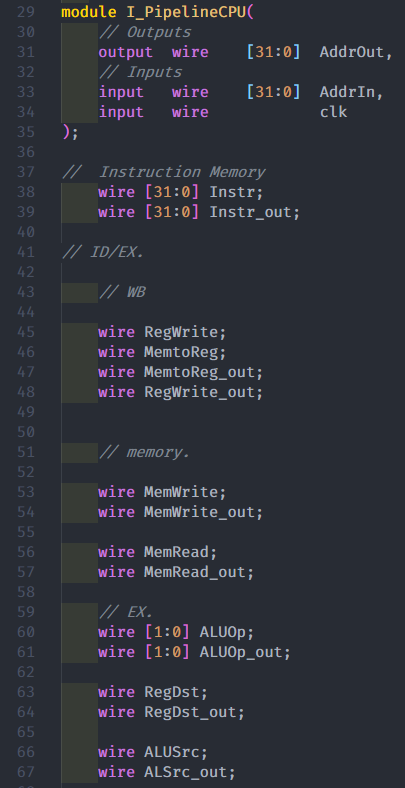 29 module I_PipelineCPU(
30 // Outputs
31 output wire [31:0] AddrOut,
32 // Inputs
33 input wire [31:0] AddrIn,
34 input wire clk
35 );
36
37 // Instruction Memory
38 wire [31:0] Instr;
39 wire [31:0] Instr_out;
40
41 // ID/EX.
42
43 // WB
44
45 wire RegWrite;
46 wire MemtoReg;
47 wire MemtoReg_out;
48 wire RegWrite_out;
49
50
51 // memory.
52
53 wire MemWrite;
54 wire MemWrite_out;
55
56 wire MemRead;
57 wire MemRead_out;
58
59 // EX.
60 wire [1:0] ALUOp;
61 wire [1:0] ALUOp_out;
62
63 wire RegDst;
64 wire RegDst_out;
65
66 wire ALUSrc;
67 wire ALSrc_out;